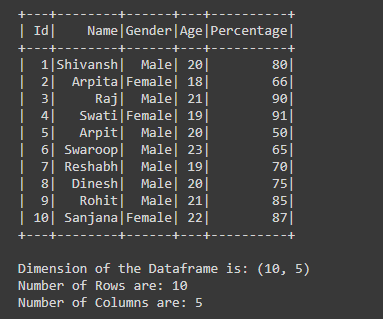 +---+--------+------+---+----------+
| Id|    Name|Gender|Age|Percentage|
+---+--------+------+---+----------+
|  1|Shivansh|  Male| 20|        80|
|  2|  Arpita|Female| 18|        66|
|  3|     Raj|  Male| 21|        90|
|  4|   Swati|Female| 19|        91|
|  5|   Arpit|  Male| 20|        50|
|  6| Swaroop|  Male| 23|        65|
|  7| Reshabh|  Male| 19|        70|
|  8|  Dinesh|  Male| 20|        75|
|  9|   Rohit|  Male| 21|        85|
| 10| Sanjana|Female| 22|        87|
+---+--------+------+---+----------+
Dimension of the Dataframe is: (10, 5)
Number of Rows are: 10
Number of Columns are: 5